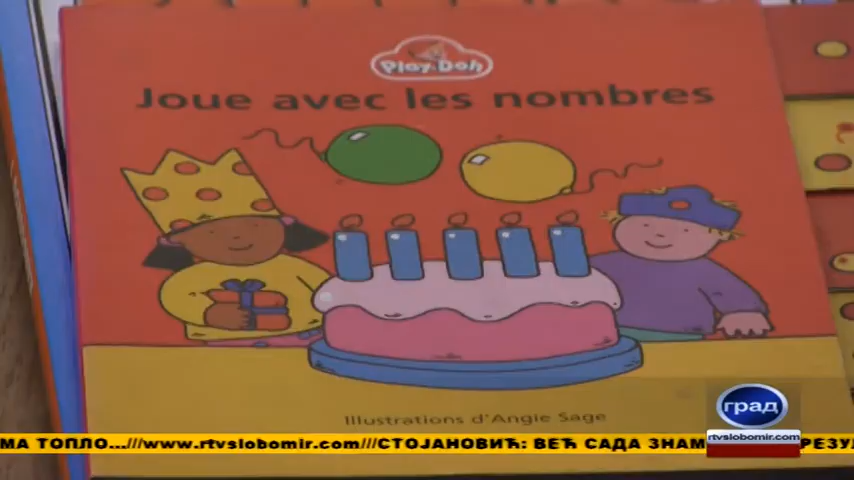 Play-Doh
Joue avec les nombres
Illustrations d'Angie Sage
град
rtvslobomir.com
МА ТОПЛО...///www.rtvslobomir.com///СТОЈАНОВИЋ: ВЕЋ САДА ЗНАМ РЕЗУЛ